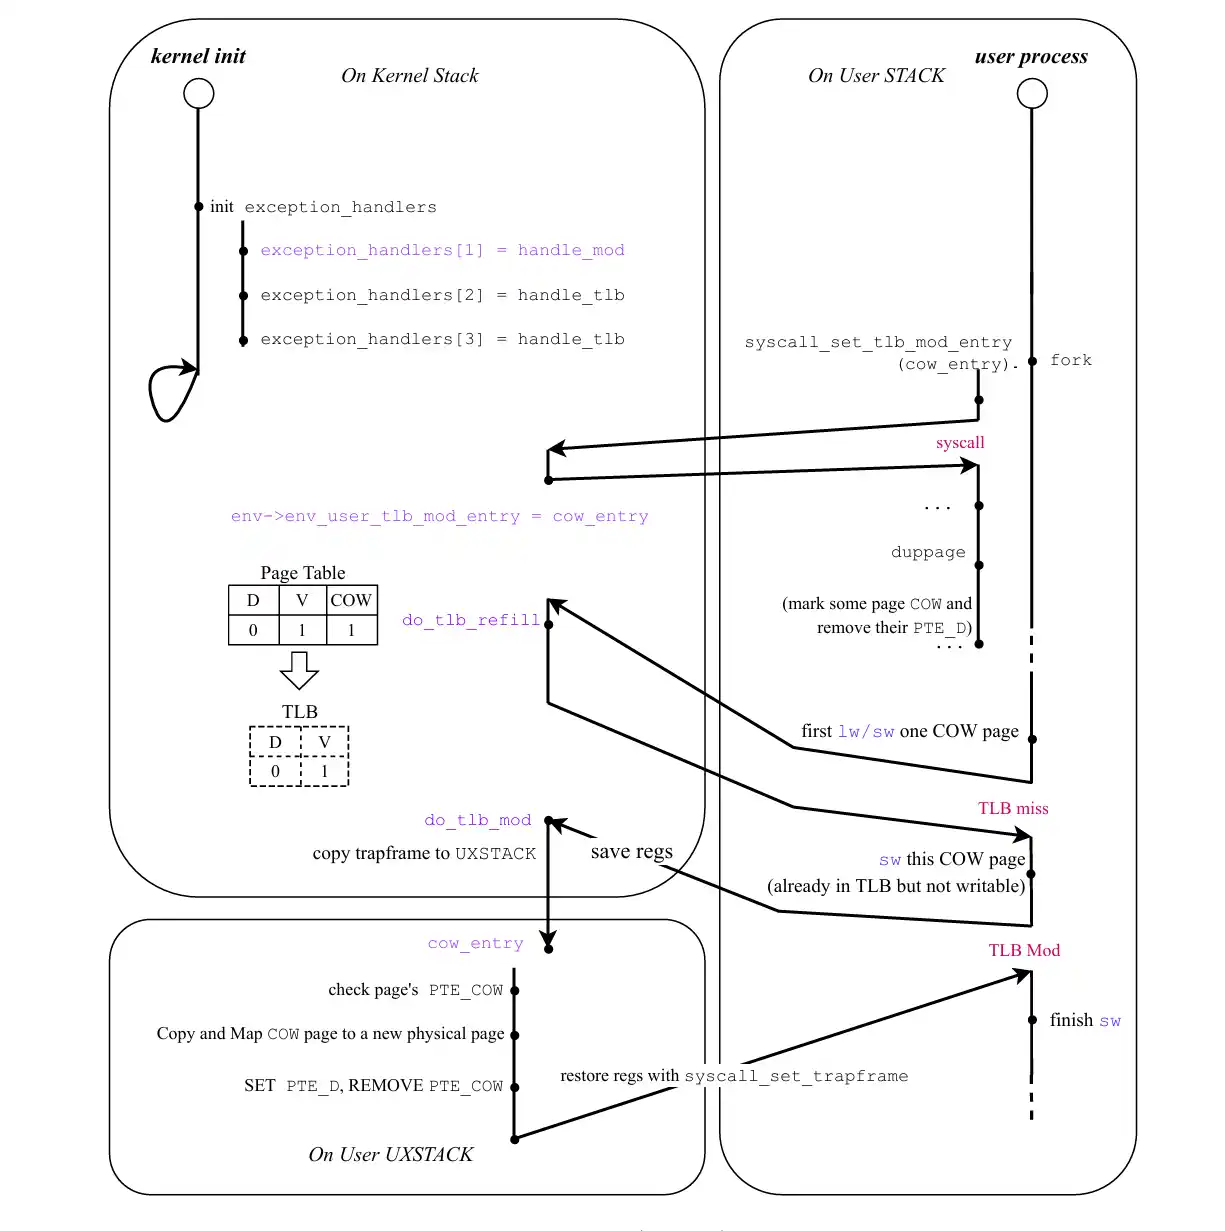 kernel init
On Kernel Stack
init exception_handlers
exception_handlers[1] = handle_mod
exception_handlers[2] = handle_tlb
exception_handlers[3] = handle_tlb
env->env_user_tlb_mod_entry = cow_entry
Page Table
D V COW
0 1 1
do_tlb_refill
TLB
D V
0 1
do_tlb_mod
copy trapframe to UXSTACK
save regs
On User STACK
user process
syscall_set_tlb_mod_entry
(cow_entry).
fork
syscall
...
duppage
(mark some page COW and
remove their PTE_D)
...
first lw/sw one COW page
TLB miss
sw this COW page
(already in TLB but not writable)
TLB Mod
finish sw
cow_entry
check page's PTE_COW
Copy and Map COW page to a new physical page
SET PTE_D, REMOVE PTE_COW
restore regs with syscall_set_trapframe
On User UXSTACK